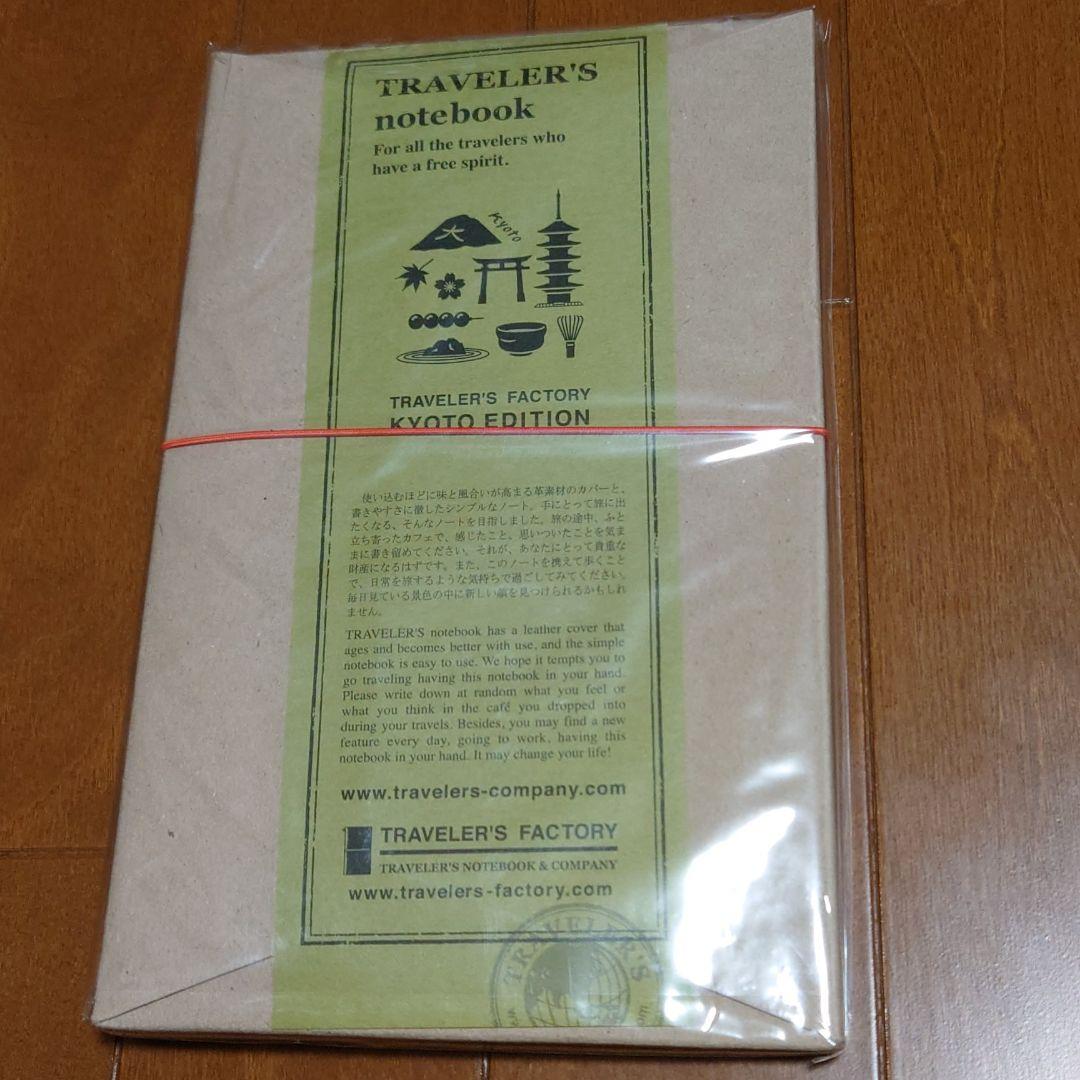 TRAVELER'S
notebook
For all the travelers who
have a free spirit.
Kyoto
大
TRAVELER'S FACTORY
KYOTO EDITION
使い込むほどに味と風合いが高まる革素材のカバーと、
書きやすさに徹したシンプルなノート。手にとって旅に出
たくなる、そんなノートを目指しました。旅の途中、ふと
立ち寄ったカフェで、感じたこと、思いついたことを気ま
まに書き留めてください。それが、あなたにとって貴重な
財産になるはずです。また、このノートを携えて歩くこと
で、日常を旅するような気持ちで過ごしてみてください。
毎日見ている景色の中に新しい顔を見つけられるかもしれ
ません。
TRAVELER'S notebook has a leather cover that
ages and becomes better with use, and the simple
notebook is easy to use. We hope it tempts you to
go traveling having this notebook in your hand.
Please write down at random what you feel or
what you think in the café you dropped into
during your travels. Besides, you may find a new
feature every day, going to work, having this
notebook in your hand. It may change your life!
www.travelers-company.com
TRAVELER'S FACTORY
TRAVELER'S NOTEBOOK & COMPANY
www.travelers-factory.com
TRAVELER'S